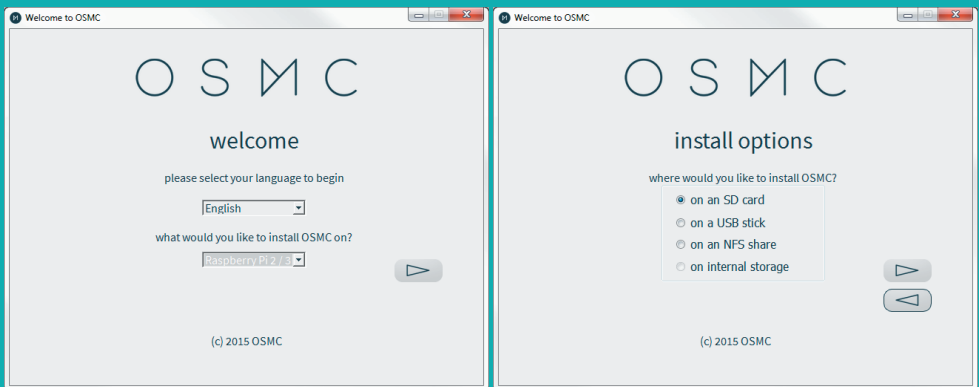 Welcome to OSMC
OSMC
welcome
please select your language to begin
English
what would you like to install OSMC on?
Raspberry Pi 2 / 3
(c) 2015 OSMC
Welcome to OSMC
OSMC
install options
where would you like to install OSMC?
on an SD card
on a USB stick
on an NFS share
on internal storage
(c) 2015 OSMC